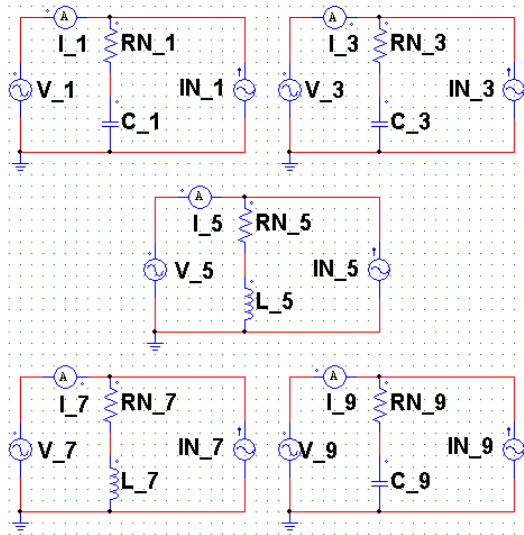 A
I_1
RN_1
V_1
IN_1
C_1
A
I_3
RN_3
V_3
IN_3
C_3
A
I_5
RN_5
V_5
IN_5
L_5
A
I_7
RN_7
V_7
IN_7
L_7
A
I_9
RN_9
V_9
IN_9
C_9